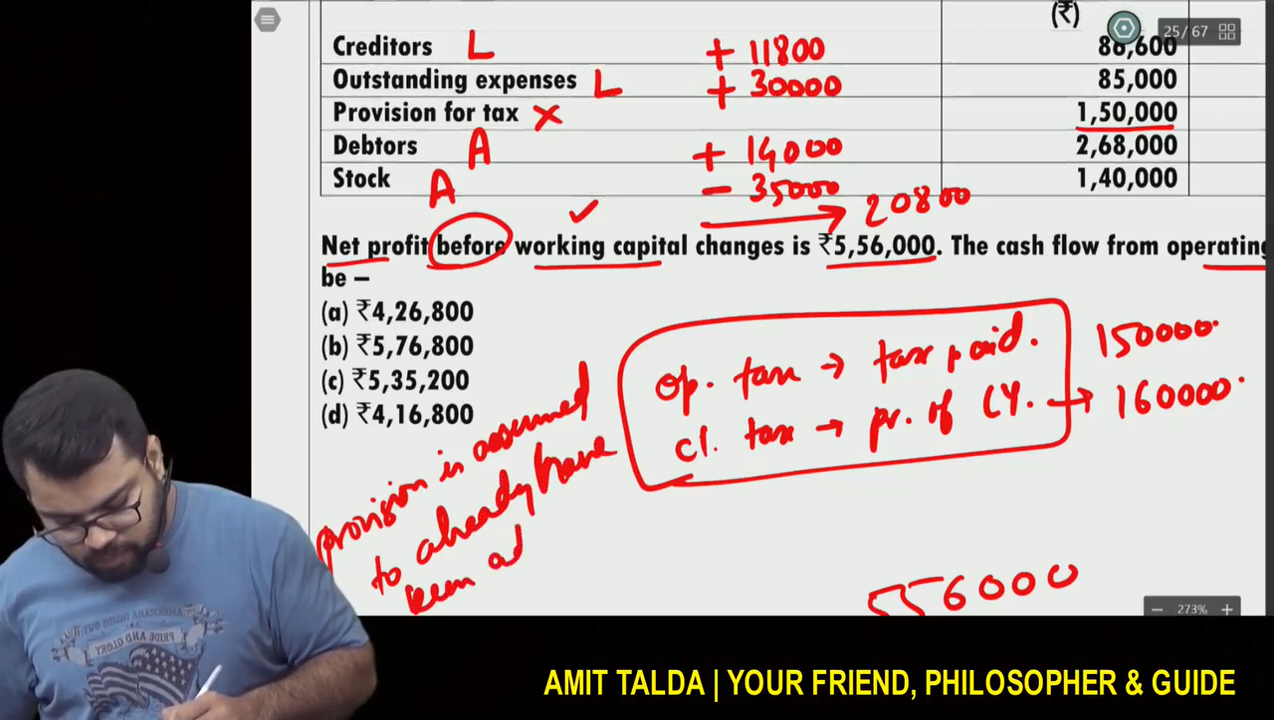 (₹)
25 / 67
Creditors L + 11800 86,600
Outstanding expenses L + 30000 85,000
Provision for tax × 1,50,000
Debtors A + 14000 2,68,000
Stock A - 35000 1,40,000
→ 20800
Net profit before working capital changes is ₹5,56,000. The cash flow from operating
be –
(a) ₹4,26,800
(b) ₹5,76,800
(c) ₹5,35,200
(d) ₹4,16,800
op. tax → tax paid. 150000.
cl. tax → pr. of CY. → 160000.
provision is assumed
to already have
been ad
556000
273%
PRIDE AND GLORY
AMIT TALDA | YOUR FRIEND, PHILOSOPHER & GUIDE